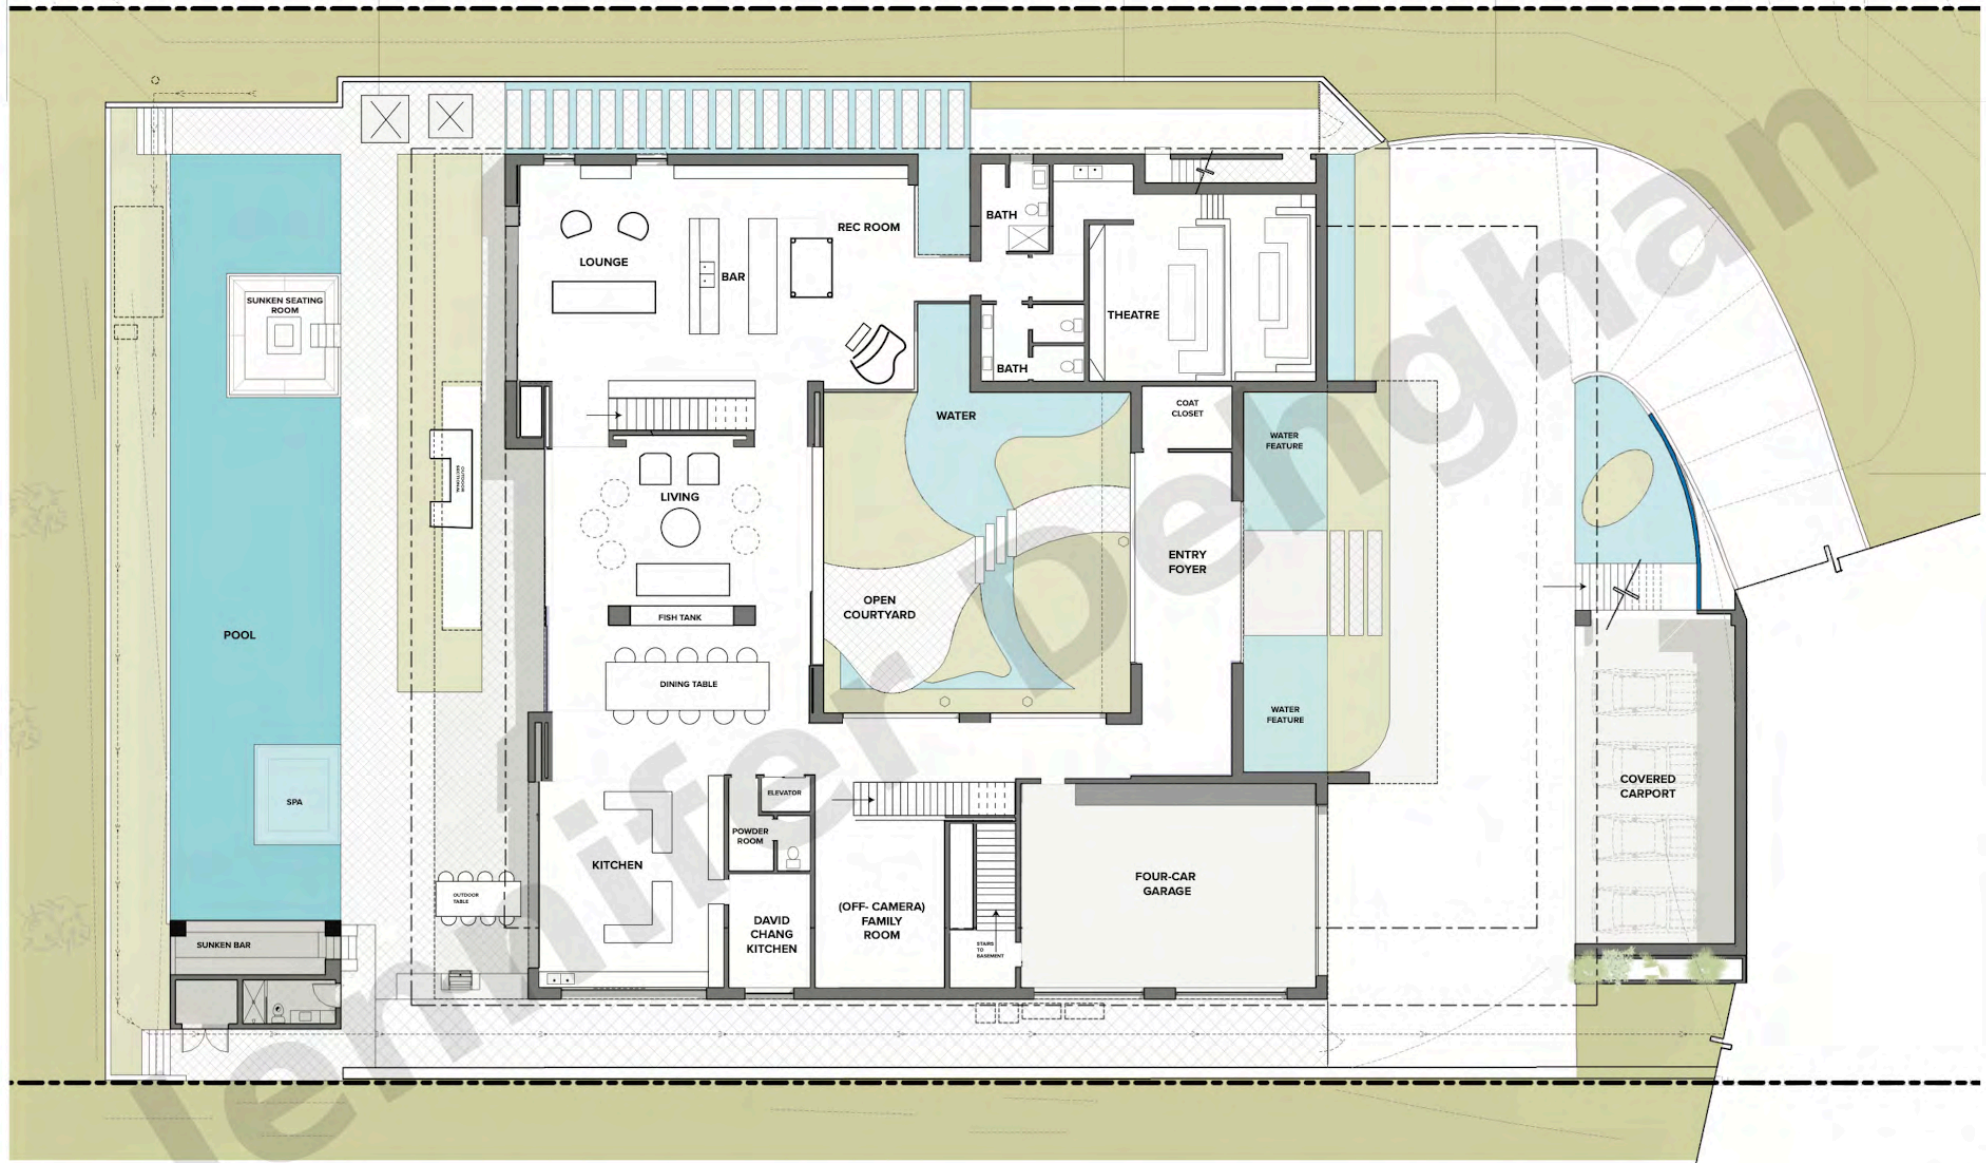 BATH
REC ROOM
LOUNGE
BAR
SUNKEN SEATING
ROOM
THEATRE
BATH
COAT
CLOSET
WATER
WATER
FEATURE
OUTDOOR
LIVING
ENTRY
FOYER
OPEN
COURTYARD
FISH TANK
POOL
DINING TABLE
WATER
FEATURE
COVERED
CARPORT
ELEVATOR
SPA
POWDER
ROOM
KITCHEN
FOUR-CAR
GARAGE
OUTDOOR
TABLE
(OFF- CAMERA)
FAMILY
ROOM
DAVID
CHANG
KITCHEN
SUNKEN BAR
STAIRS
TO
BASEMENT
Jennifer Dehghan